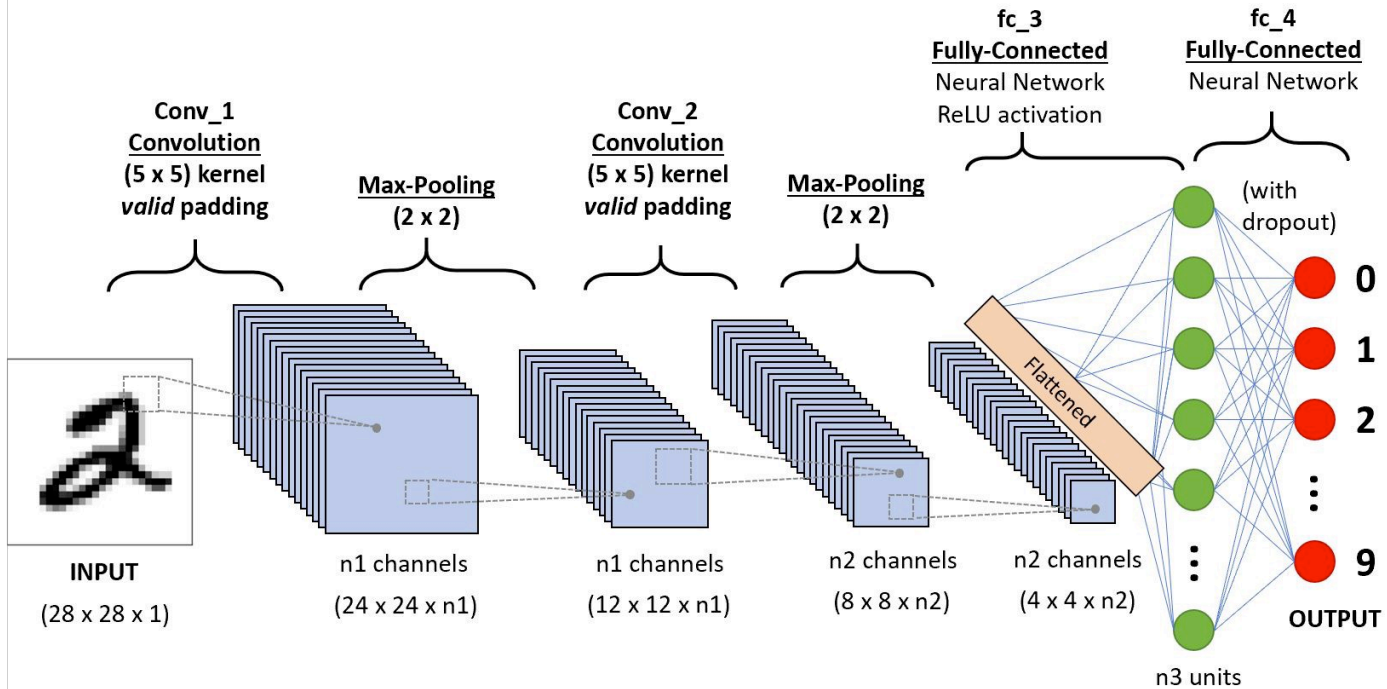 Conv_1
Convolution
(5 x 5) kernel
valid padding
Max-Pooling
(2 x 2)
Conv_2
Convolution
(5 x 5) kernel
valid padding
Max-Pooling
(2 x 2)
fc_3
Fully-Connected
Neural Network
ReLU activation
fc_4
Fully-Connected
Neural Network
(with
dropout)
Flattened
0
1
2
9
OUTPUT
INPUT
(28 x 28 x 1)
n1 channels
(24 x 24 x n1)
n1 channels
(12 x 12 x n1)
n2 channels
(8 x 8 x n2)
n2 channels
(4 x 4 x n2)
n3 units
2